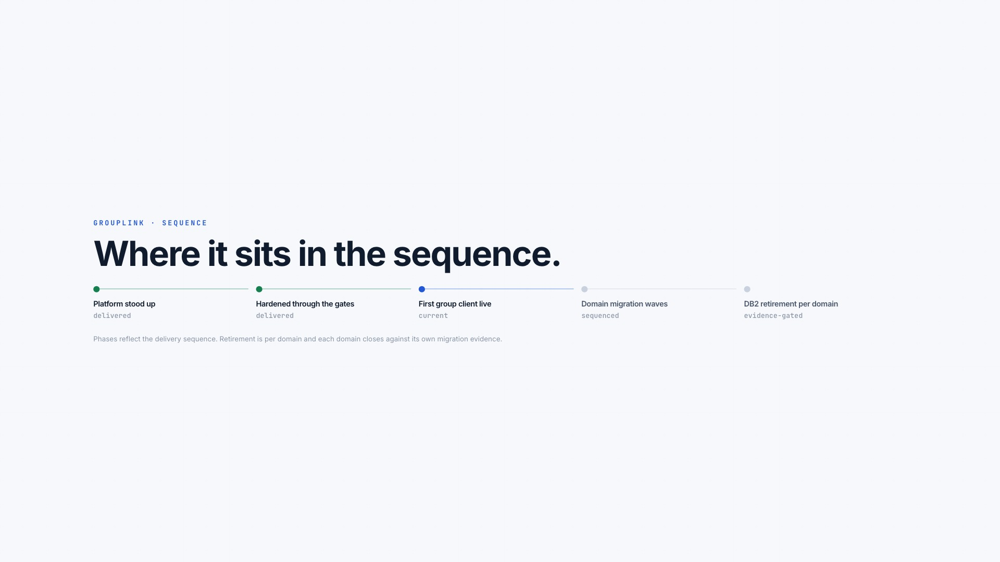 GROUPLINK · SEQUENCE
Where it sits in the sequence.
Platform stood up
delivered
Hardened through the gates
delivered
First group client live
current
Domain migration waves
sequenced
DB2 retirement per domain
evidence-gated
Phases reflect the delivery sequence. Retirement is per domain and each domain closes against its own migration evidence.